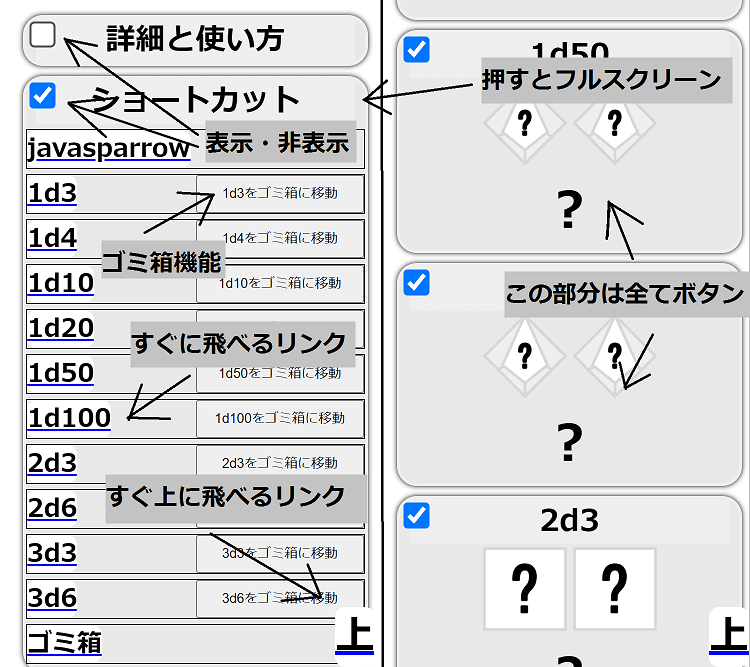 詳細と使い方
ショートカット
表示・非表示
javasparrow
1d3
1d3をゴミ箱に移動
1d4
1d4をゴミ箱に移動
ゴミ箱機能
1d10
1d10をゴミ箱に移動
1d20
すぐに飛べるリンク
1d50
1d50をゴミ箱に移動
1d100
1d100をゴミ箱に移動
2d3
2d3をゴミ箱に移動
すぐ上に飛べるリンク
2d6
3d3
3d3をゴミ箱に移動
3d6
3d6をゴミ箱に移動
ゴミ箱
上
1d50
押すとフルスクリーン
? ?
?
この部分は全てボタン
? ?
?
2d3
? ?
?
上